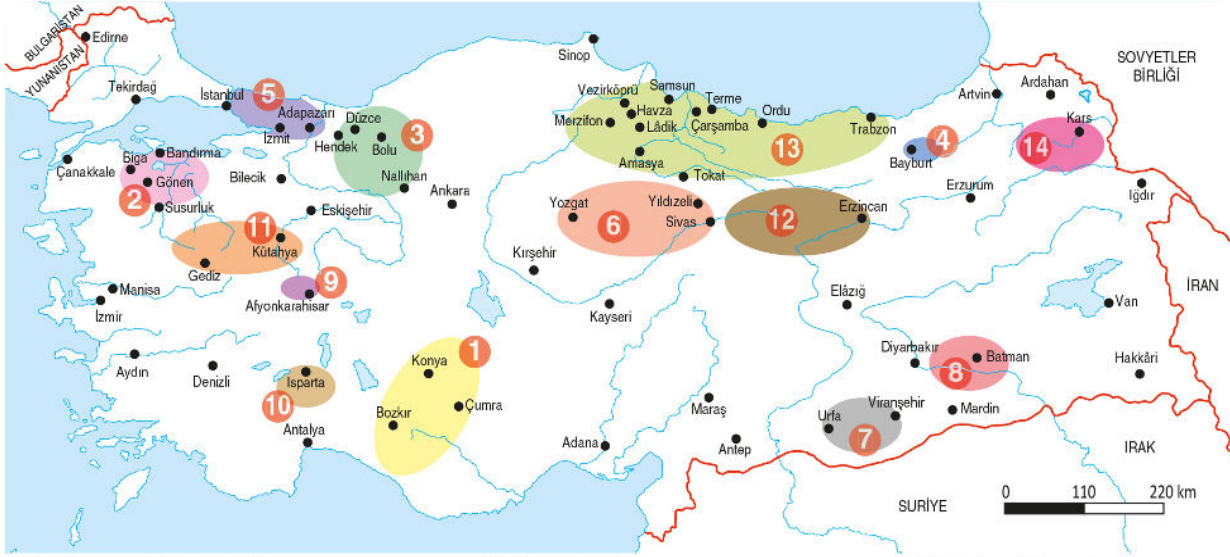 BULGARİSTAN
Edirne
YUNANİSTAN
Tekirdağ
İstanbul
5
Adapazarı
İzmit
Hendek
Düzce
Bolu
3
Nallıhan
Sinop
Samsun
Vezirköprü
Havza
Merzifon
Lâdik
Terme
Çarşamba
Ordu
Trabzon
13
Amasya
Tokat
SOVYETLER
BİRLİĞİ
Ardahan
Artvin
Kars
14
4
Bayburt
Erzurum
Iğdır
Çanakkale
Biga
Bandırma
Gönen
2
Susurluk
Bilecik
Eskişehir
Ankara
11
Kütahya
Gediz
9
Afyonkarahisar
Yozgat
Yıldızeli
6
Sivas
12
Erzincan
Kırşehir
Kayseri
Elâzığ
Van
İRAN
Manisa
İzmir
Aydın
Denizli
Isparta
10
Antalya
1
Konya
Çumra
Bozkır
Adana
Maraş
Antep
Diyarbakır
Batman
8
Hakkâri
Mardin
Viranşehir
Urfa
7
IRAK
SURİYE
0 110 220 km